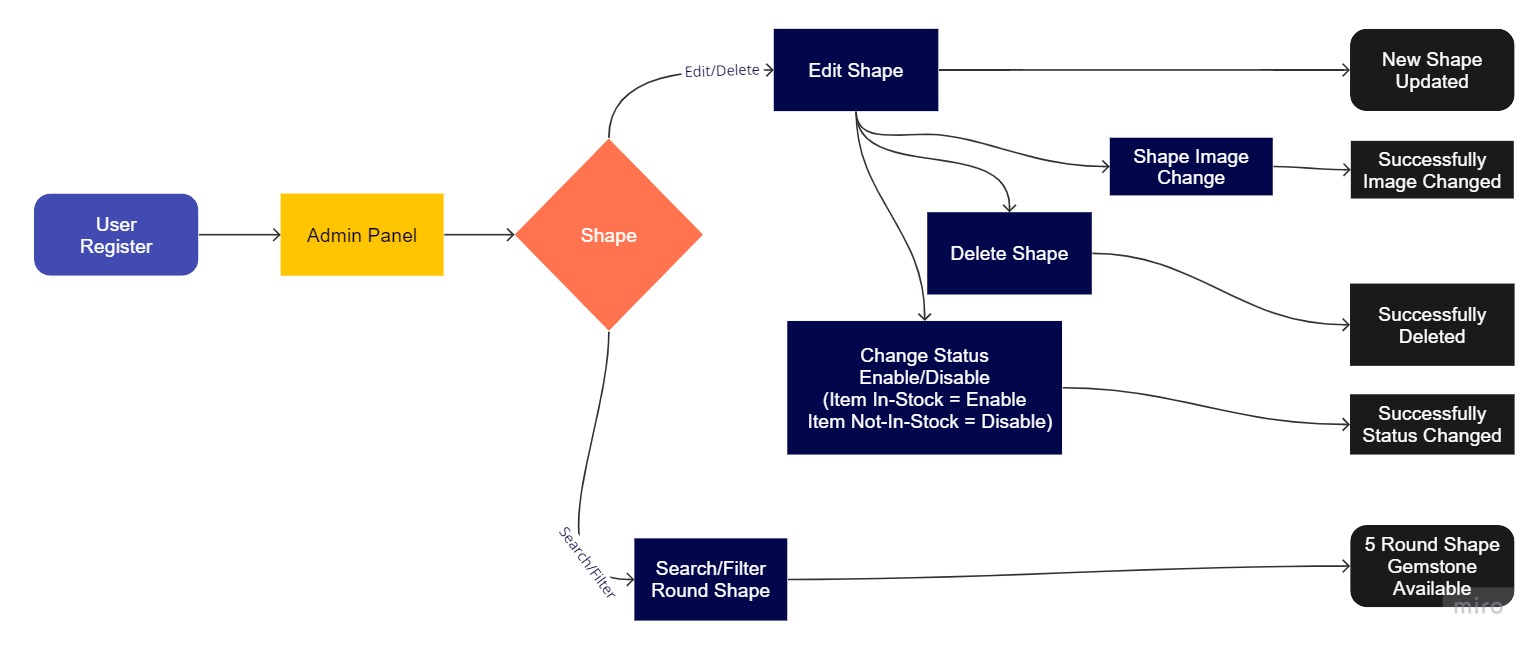 Edit/Delete
Edit Shape
New Shape
Updated
Shape Image
Change
Successfully
Image Changed
User
Register
Admin Panel
Shape
Delete Shape
Successfully
Deleted
Change Status
Enable/Disable
(Item In-Stock = Enable
Item Not-In-Stock = Disable)
Successfully
Status Changed
Search/Filter
Search/Filter
Round Shape
5 Round Shape
Gemstone
Available
miro